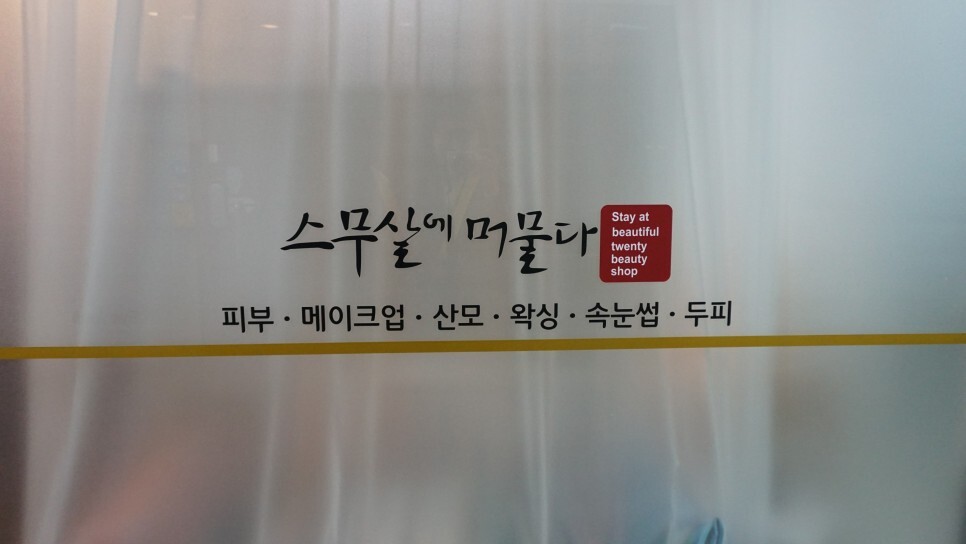 스무살에 머물다
Stay at
beautiful
twenty
beauty
shop
피부 · 메이크업 · 산모 · 왁싱 · 속눈썹 · 두피